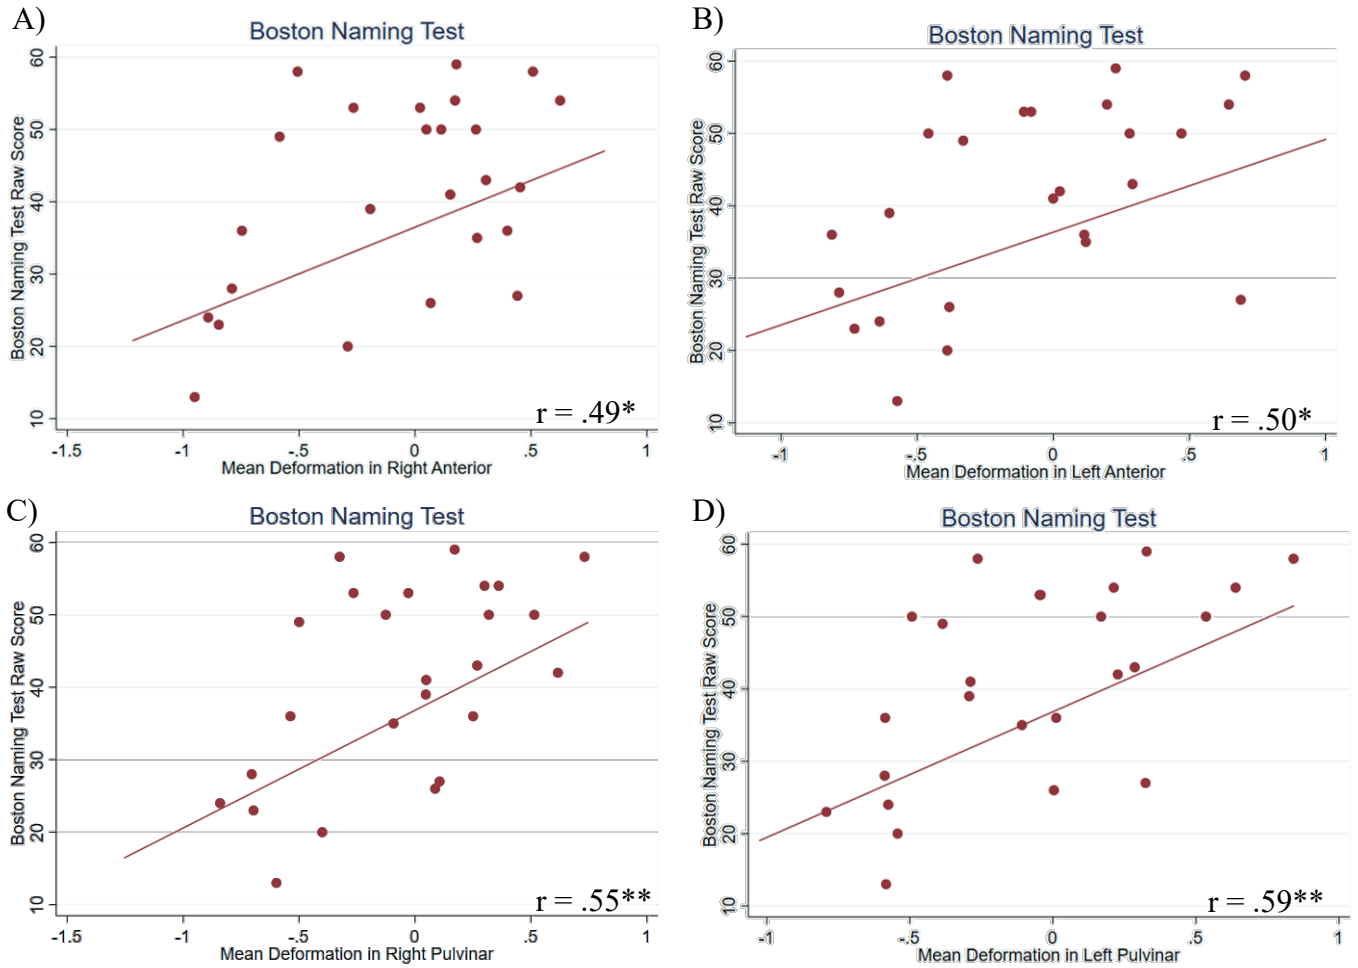 A)
Boston Naming Test
Boston Naming Test Raw Score
60
50
40
30
20
10
r = .49*
-1.5 -1 -.5 0 .5 1
Mean Deformation in Right Anterior
B)
Boston Naming Test
Boston Naming Test Raw Score
60
50
40
30
20
10
r = .50*
-1 -.5 0 .5 1
Mean Deformation in Left Anterior
C)
Boston Naming Test
Boston Naming Test Raw Score
60
50
40
30
20
10
r = .55**
-1.5 -1 -.5 0 .5 1
Mean Deformation in Right Pulvinar
D)
Boston Naming Test
Boston Naming Test Raw Score
60
50
40
30
20
10
r = .59**
-1 -.5 0 .5 1
Mean Deformation in Left Pulvinar